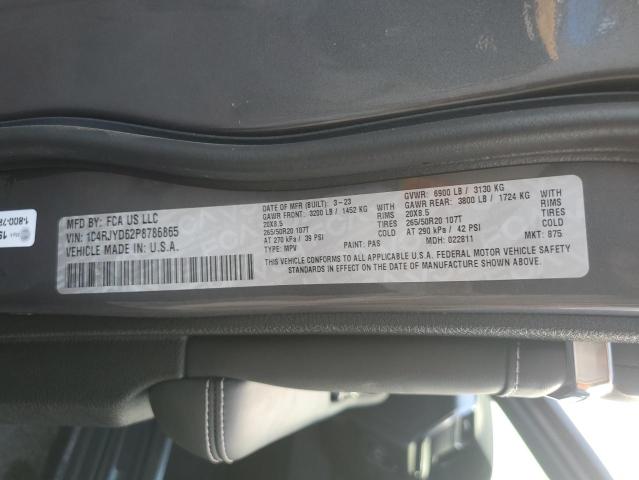 MFD BY: FCA US LLC
VIN: 1C4RJYD62P8786865
VEHICLE MADE IN: U.S.A.
DATE OF MFR (BUILT): 3-23
GAWR FRONT: 3200 LB / 1452 KG WITH
20X8.5 RIMS
265/50R20 107T TIRES
AT 270 kPa / 39 PSI
TYPE: MPV PAINT: PAS
GVWR: 6900 LB / 3130 KG
GAWR REAR: 3800 LB / 1724 KG WITH
20X8.5 RIMS
265/50R20 107T TIRES
AT 290 kPa / 42 PSI
MDH: 022811 MKT: 875
THIS VEHICLE CONFORMS TO ALL APPLICABLE U.S.A. FEDERAL MOTOR VEHICLE SAFETY STANDARDS IN EFFECT ON THE
DATE OF MANUFACTURE SHOWN ABOVE.
1-800-78